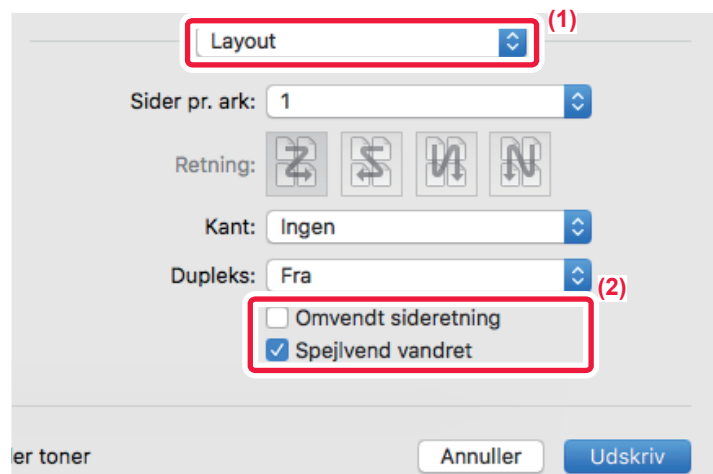 (1)
Layout
Sider pr. ark: 1
Retning:
Kant: Ingen
Dupleks: Fra
(2)
Omvendt sideretning
Spejlvend vandret
er toner Annuller Udskriv